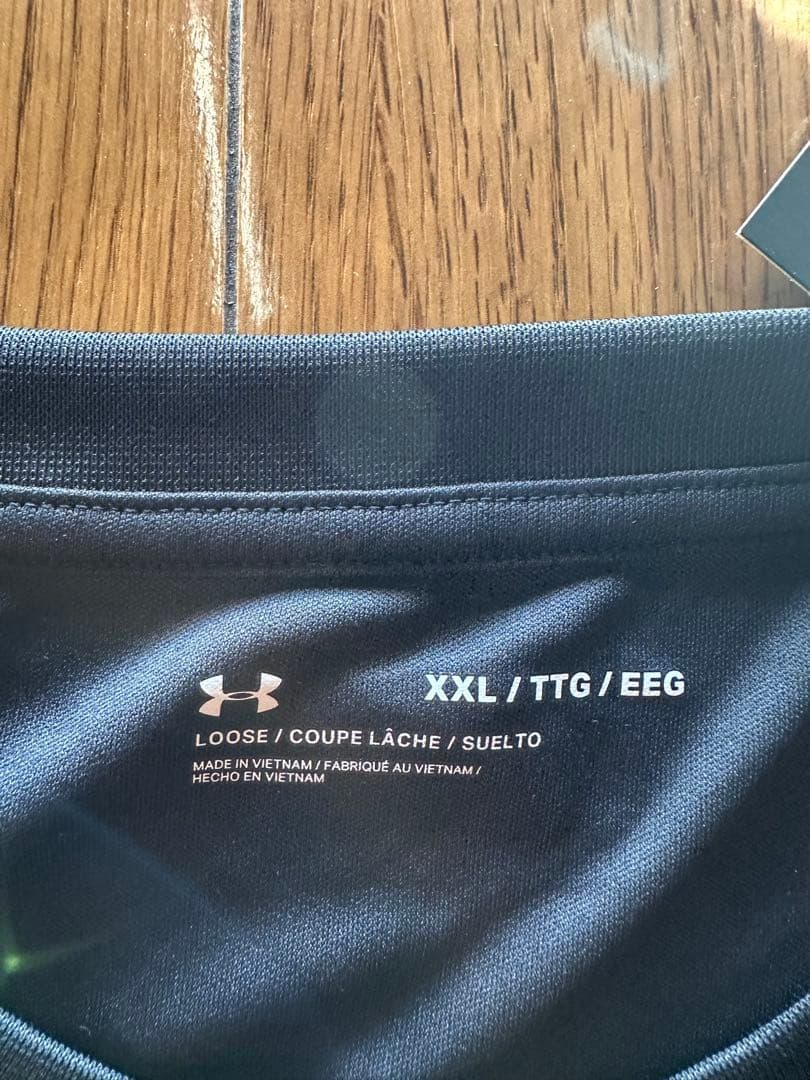 XXL / TTG / EEG
LOOSE / COUPE LÂCHE / SUELTO
MADE IN VIETNAM / FABRIQUÉ AU VIETNAM /
HECHO EN VIETNAM